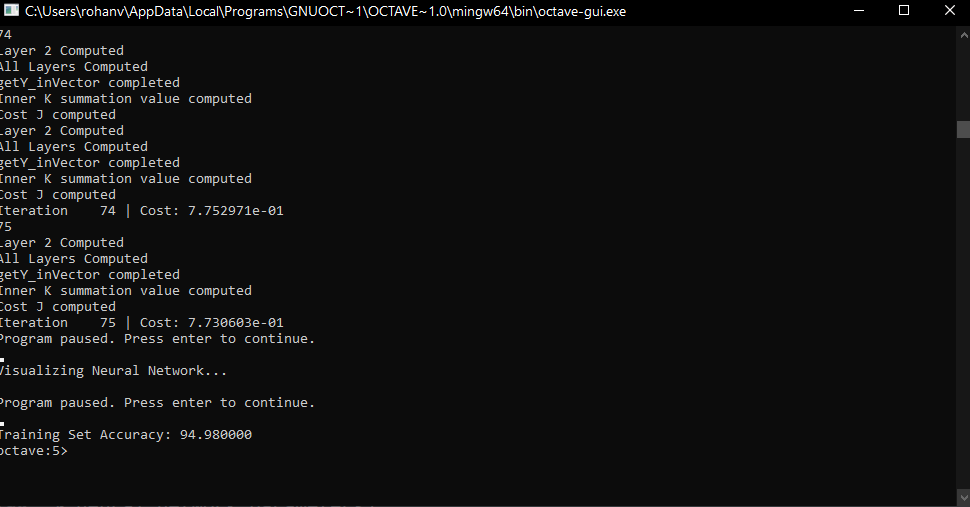 C:\Users\rohanv\AppData\Local\Programs\GNUOCT~1\OCTAVE~1.0\mingw64\bin\octave-gui.exe
74
Layer 2 Computed
All Layers Computed
getY_inVector completed
Inner K summation value computed
Cost J computed
Layer 2 Computed
All Layers Computed
getY_inVector completed
Inner K summation value computed
Cost J computed
Iteration    74 | Cost: 7.752971e-01
75
Layer 2 Computed
All Layers Computed
getY_inVector completed
Inner K summation value computed
Cost J computed
Iteration    75 | Cost: 7.730603e-01
Program paused. Press enter to continue.
Visualizing Neural Network...
Program paused. Press enter to continue.
Training Set Accuracy: 94.980000
octave:5>